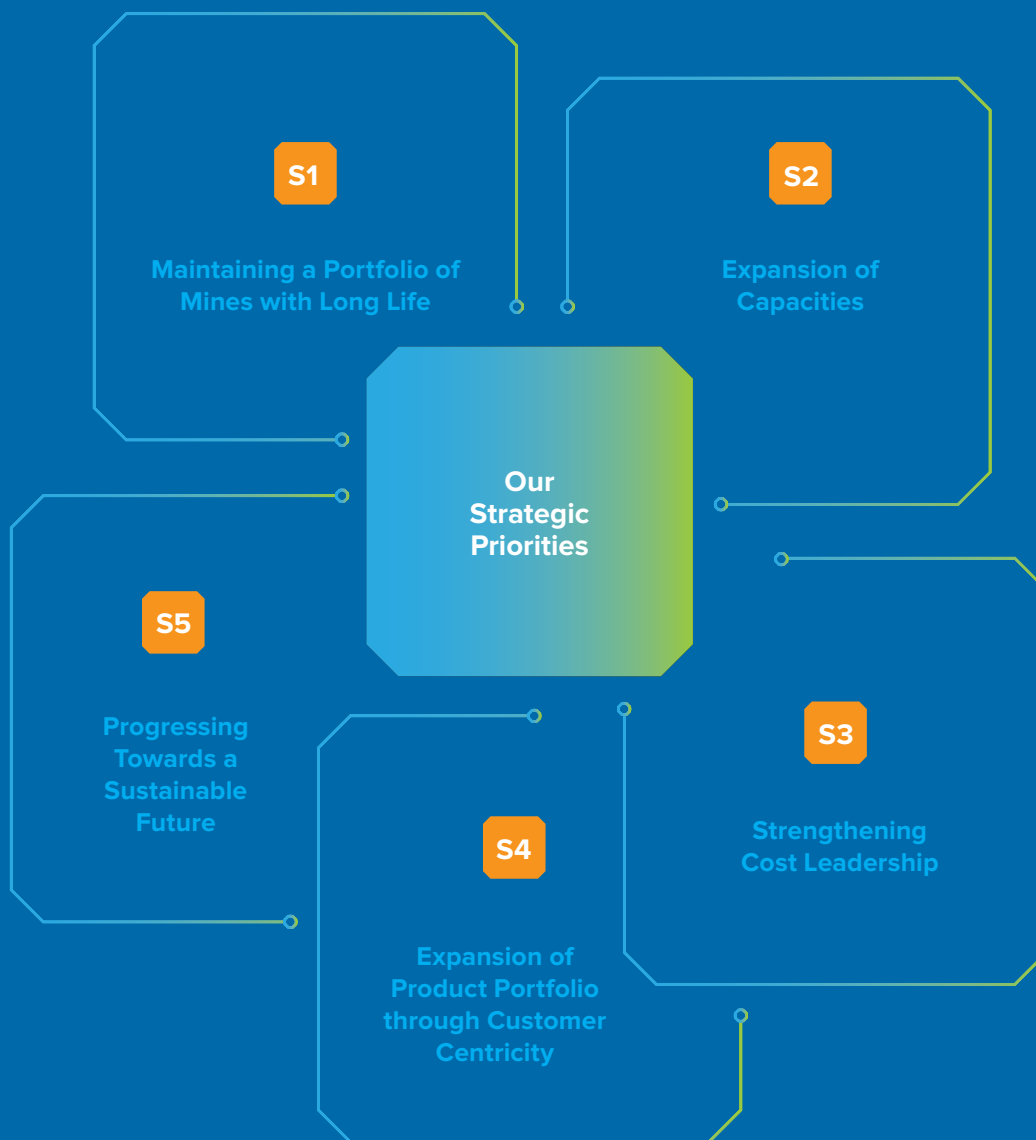 S1
Maintaining a Portfolio of
Mines with Long Life
S2
Expansion of
Capacities
Our
Strategic
Priorities
S5
Progressing
Towards a
Sustainable
Future
S3
Strengthening
Cost Leadership
S4
Expansion of
Product Portfolio
through Customer
Centricity